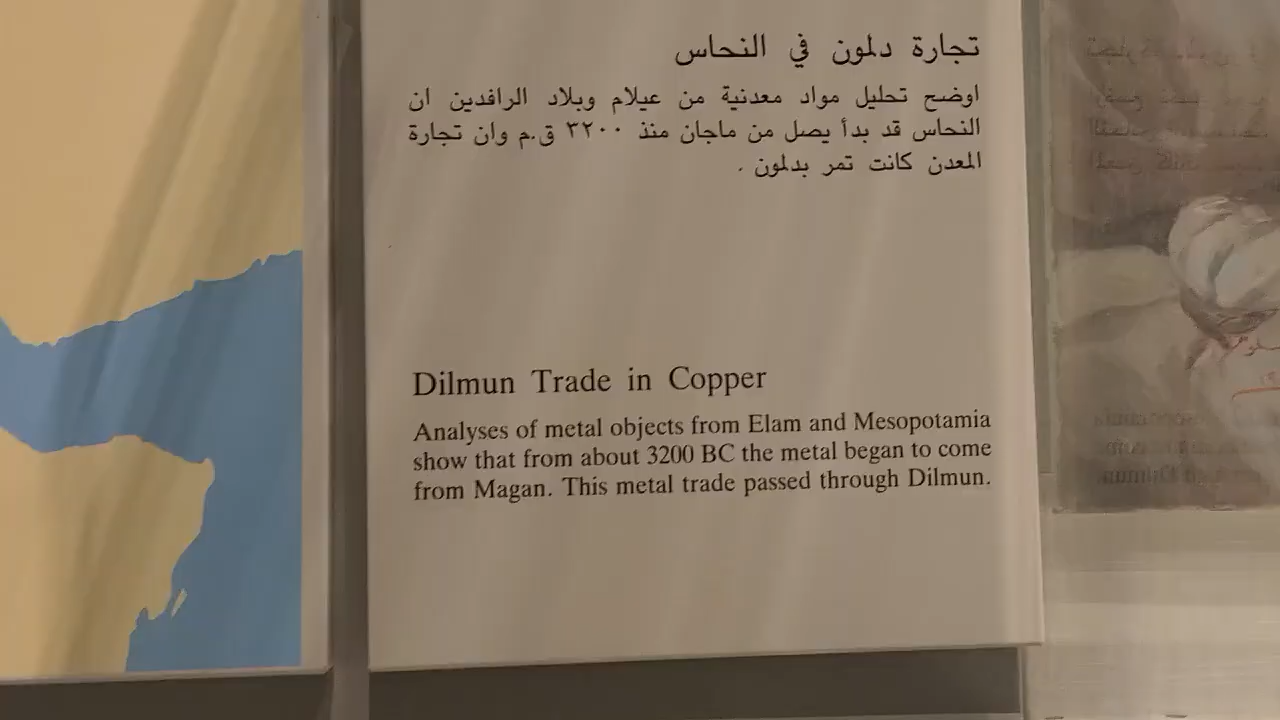 تجارة دلمون في النحاس
اوضح تحليل مواد معدنية من عيلام وبلاد الرافدين ان
النحاس قد بدأ يصل من ماجان منذ ٣٢٠٠ ق.م وان تجارة
المعدن كانت تمر بدلمون .
Dilmun Trade in Copper
Analyses of metal objects from Elam and Mesopotamia
show that from about 3200 BC the metal began to come
from Magan. This metal trade passed through Dilmun.